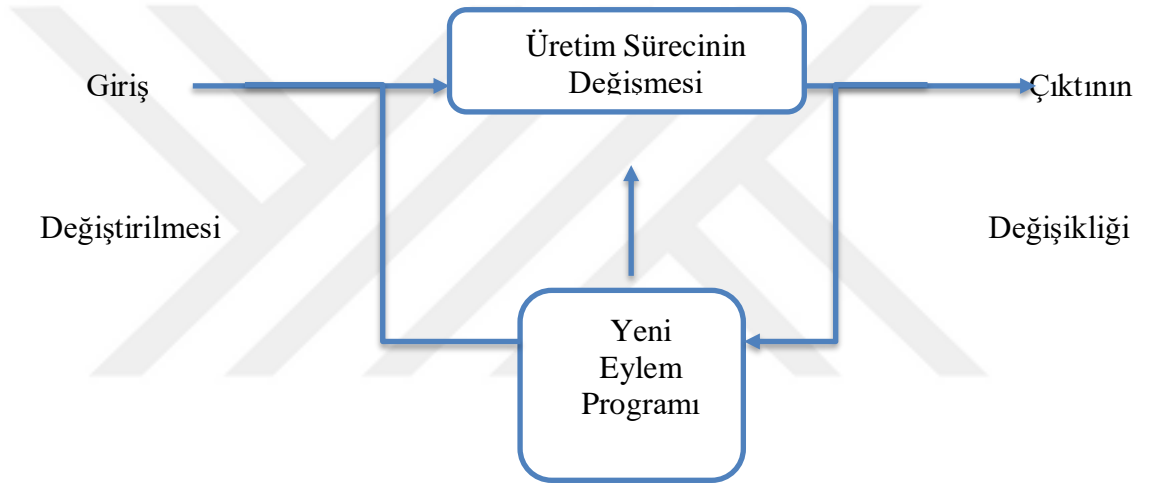 Üretim Sürecinin
Değişmesi
Giriş
Çıktının
Değiştirilmesi
Değişikliği
Yeni
Eylem
Programı